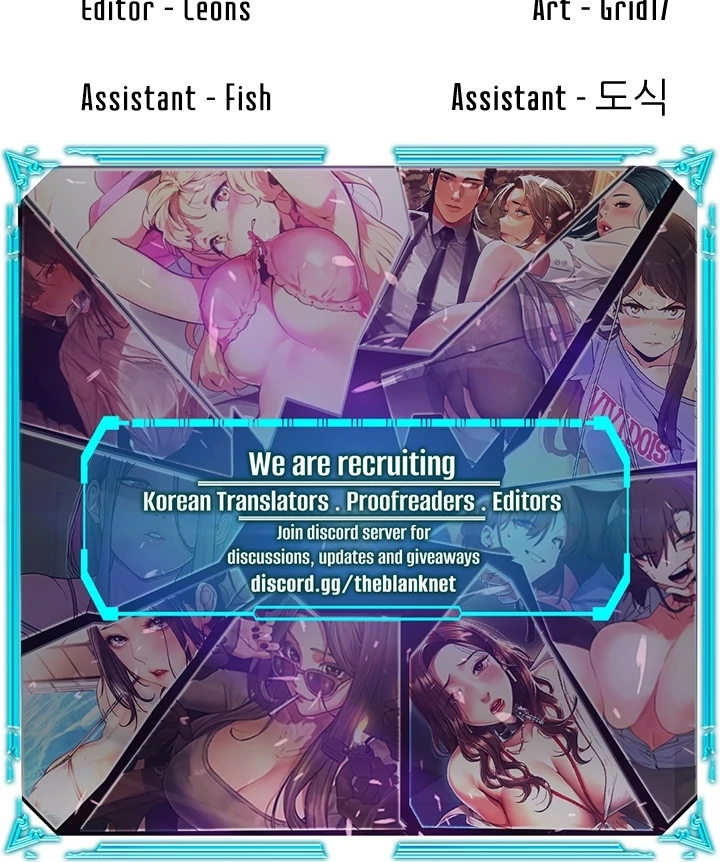 Editor - Leons Art - Grid17
Assistant - Fish Assistant - 도식
We are recruiting
Korean Translators . Proofreaders . Editors
Join discord server for
discussions, updates and giveaways
discord.gg/theblanknet